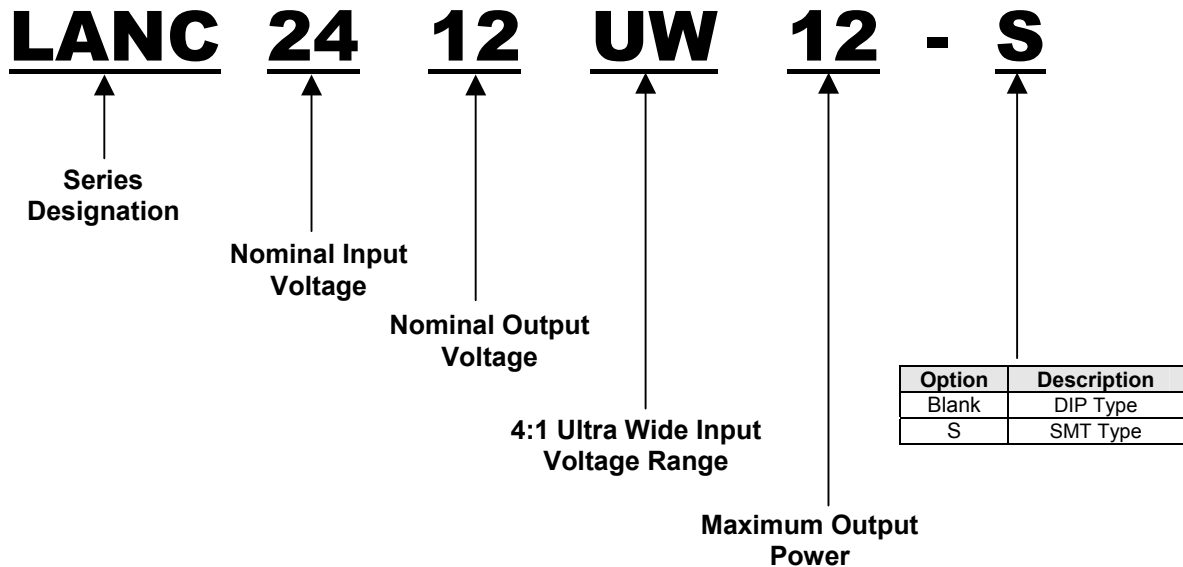 LANC 24 12 UW 12 - S
Series
Designation
Nominal Input
Voltage
Nominal Output
Voltage
4:1 Ultra Wide Input
Voltage Range
Maximum Output
Power
Option Description
Blank DIP Type
S SMT Type